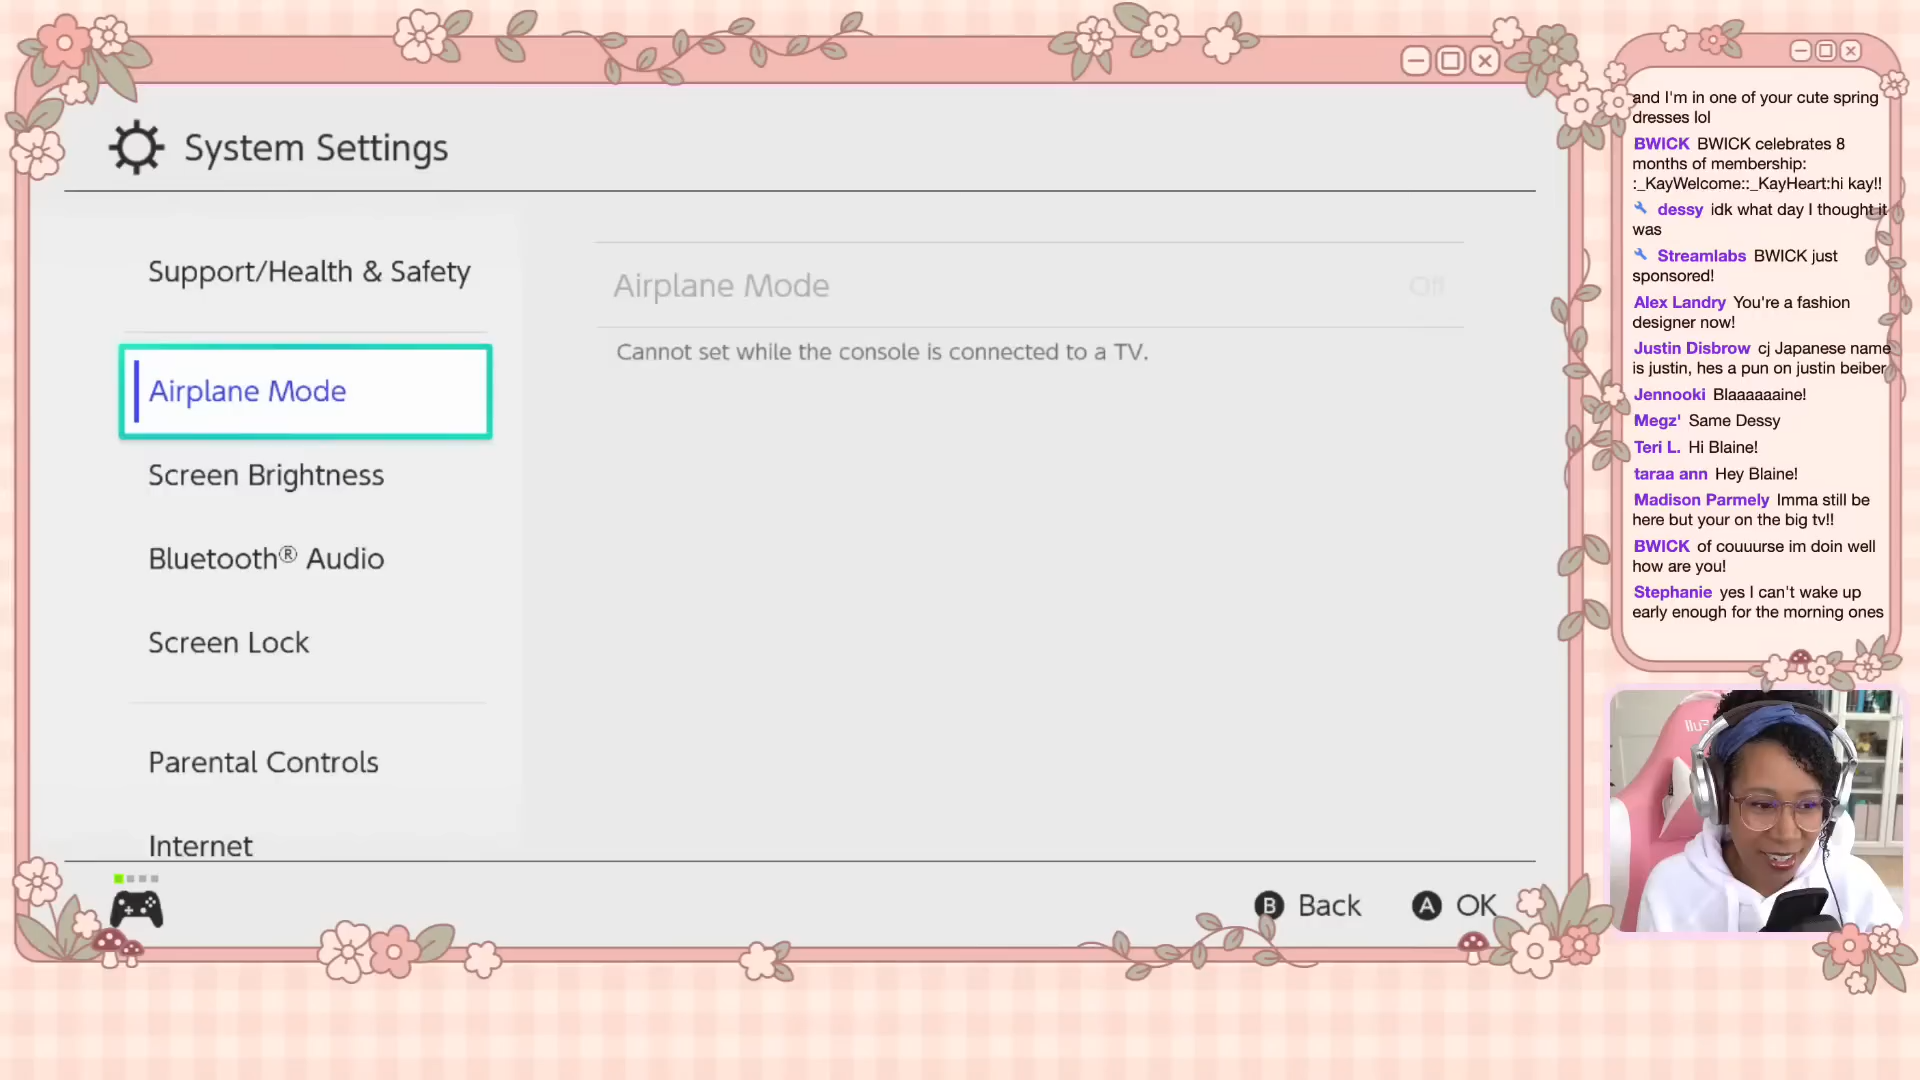 System Settings
Support/Health & Safety
Airplane Mode
Screen Brightness
Bluetooth® Audio
Screen Lock
Parental Controls
Internet
Airplane Mode
Off
Cannot set while the console is connected to a TV.
B Back
A OK
and I'm in one of your cute spring
dresses lol
BWICK BWICK celebrates 8
months of membership:
:_KayWelcome::_KayHeart:hi kay!!
dessy idk what day I thought it
was
Streamlabs BWICK just
sponsored!
Alex Landry You're a fashion
designer now!
Justin Disbrow cj Japanese name
is justin, hes a pun on justin beiber
Jennooki Blaaaaaaine!
Megz' Same Dessy
Teri L. Hi Blaine!
taraa ann Hey Blaine!
Madison Parmely Imma still be
here but your on the big tv!!
BWICK of couuurse im doin well
how are you!
Stephanie yes I can't wake up
early enough for the morning ones